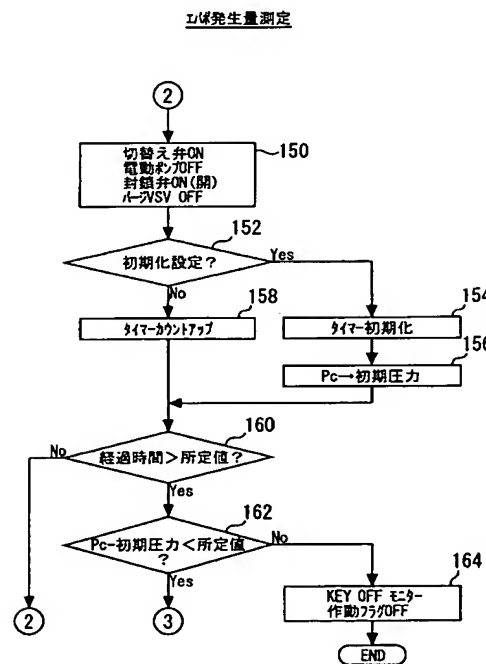 エバポ発生量測定
2
切替え弁ON
電動ポンプOFF
封鎖弁ON(開)
パージVSV OFF
150
152
初期化設定?
Yes
No
158
タイマーカウントアップ
154
タイマー初期化
156
Pc→初期圧力
160
経過時間>所定値?
No
Yes
162
Pc-初期圧力<所定値
?
No
Yes
164
KEY OFF モニター
作動フラグOFF
2
3
END